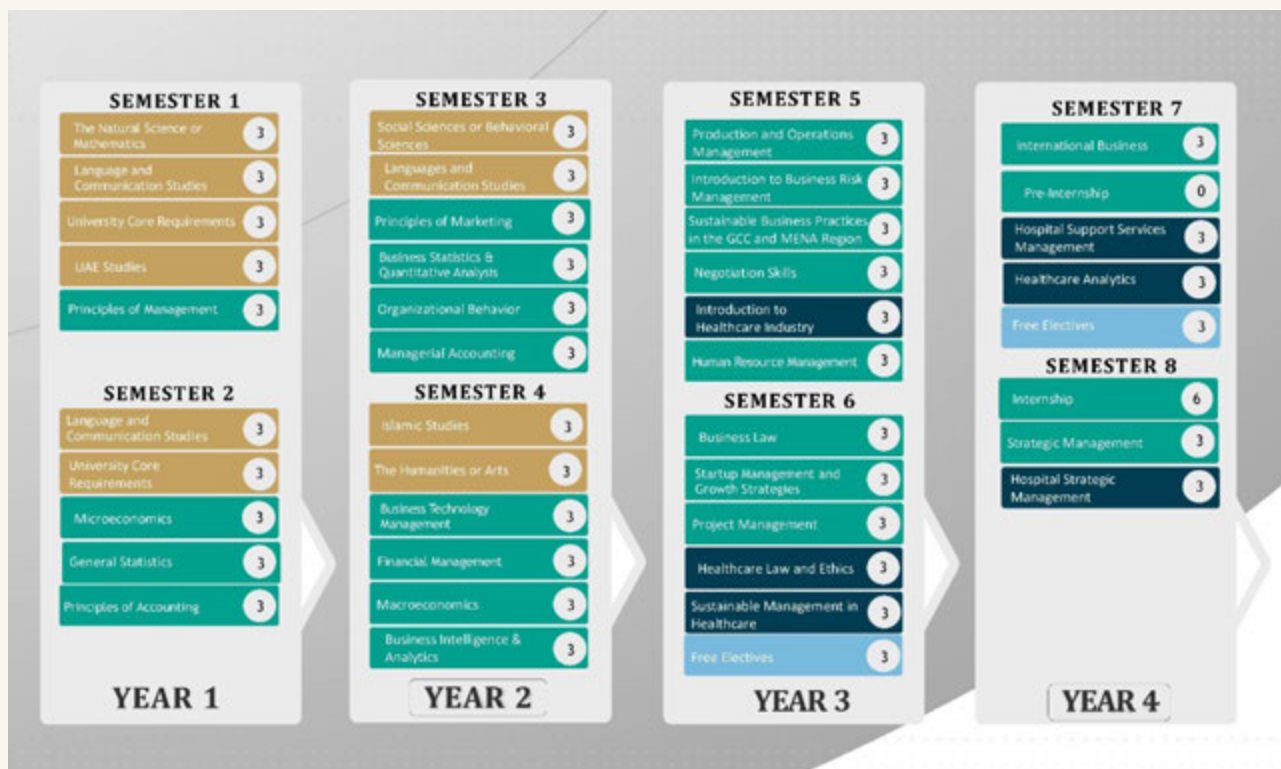 SEMESTER 1
The Natural Science or
Mathematics
3
Language and
Communication Studies
3
University Core Requirements
3
UAE Studies
3
Principles of Management
3
SEMESTER 2
Language and
Communication Studies
3
University Core
Requirements
3
Microeconomics
3
General Statistics
3
Principles of Accounting
3
YEAR 1
SEMESTER 3
Social Sciences or Behavioral
Sciences
3
Languages and
Communication Studies
3
Principles of Marketing
3
Business Statistics &
Quantitative Analysis
3
Organizational Behavior
3
Managerial Accounting
3
SEMESTER 4
Islamic Studies
3
The Humanities or Arts
3
Business Technology
Management
3
Financial Management
3
Macroeconomics
3
Business Intelligence &
Analytics
3
YEAR 2
SEMESTER 5
Production and Operations
Management
3
Introduction to Business Risk
Management
3
Sustainable Business Practices
in the GCC and MENA Region
3
Negotiation Skills
3
Introduction to
Healthcare Industry
3
Human Resource Management
3
SEMESTER 6
Business Law
3
Startup Management and
Growth Strategies
3
Project Management
3
Healthcare Law and Ethics
3
Sustainable Management in
Healthcare
3
Free Electives
3
YEAR 3
SEMESTER 7
International Business
3
Pre-Internship
0
Hospital Support Services
Management
3
Healthcare Analytics
3
Free Electives
3
SEMESTER 8
Internship
6
Strategic Management
3
Hospital Strategic
Management
3
YEAR 4